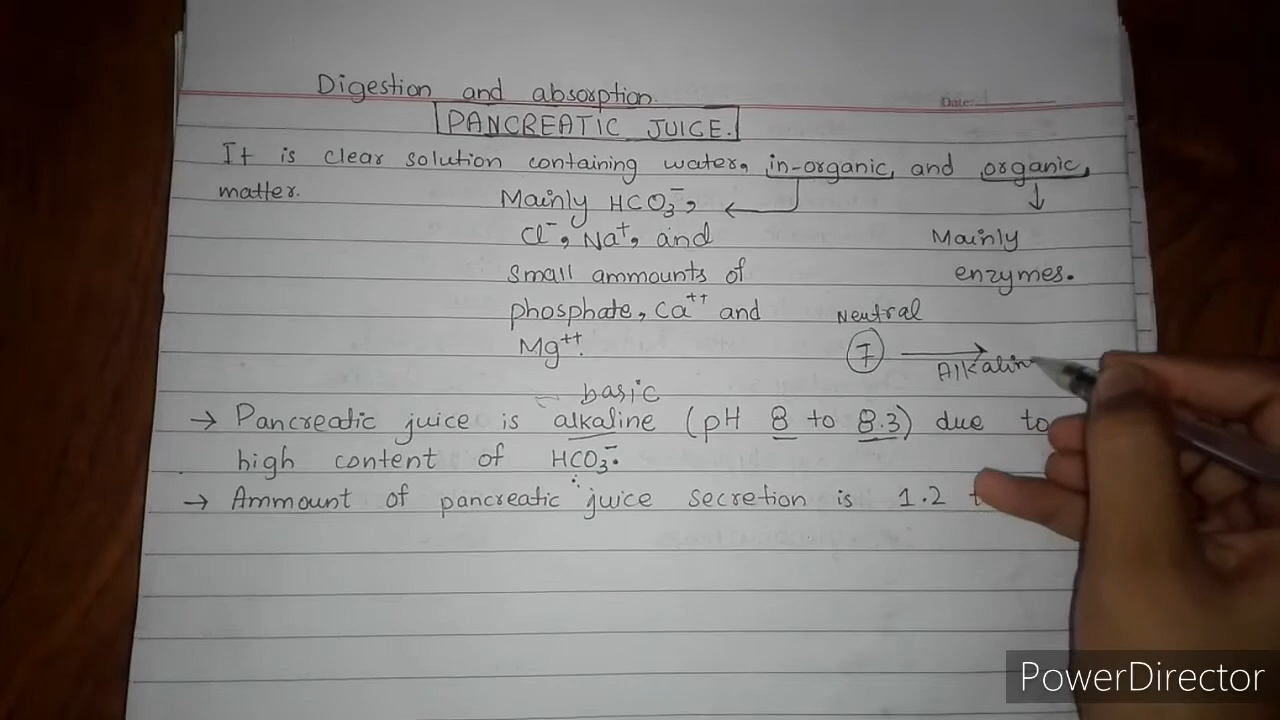 Digestion and absorption.
Date:
PANCREATIC JUICE.
It is clear solution containing water, in-organic and organic
matter.
Mainly HCO₃⁻,
Cl⁻, Na⁺, and
small ammounts of
phosphate, Ca⁺⁺ and
Mg⁺⁺.
Mainly
enzymes.
Neutral
7 → Alkalin
basic
→ Pancreatic juice is alkaline (pH 8 to 8.3) due to
high content of HCO₃⁻.
→ Ammount of pancreatic juice secretion is 1.2
PowerDirector